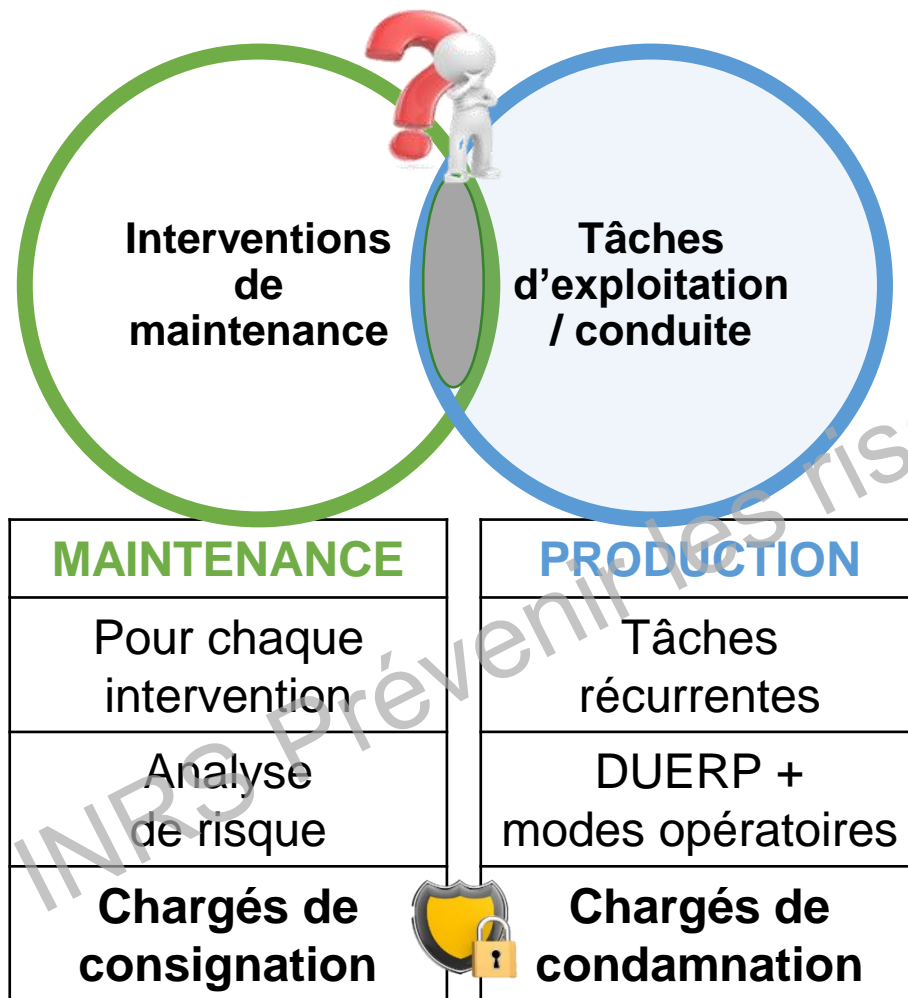 Interventions
de
maintenance
Tâches
d’exploitation
/ conduite
MAINTENANCE
PRODUCTION
Pour chaque
intervention
Tâches
récurrentes
Analyse
de risque
DUERP +
modes opératoires
Chargés de
consignation
Chargés de
condamnation
INRS Prévenir les